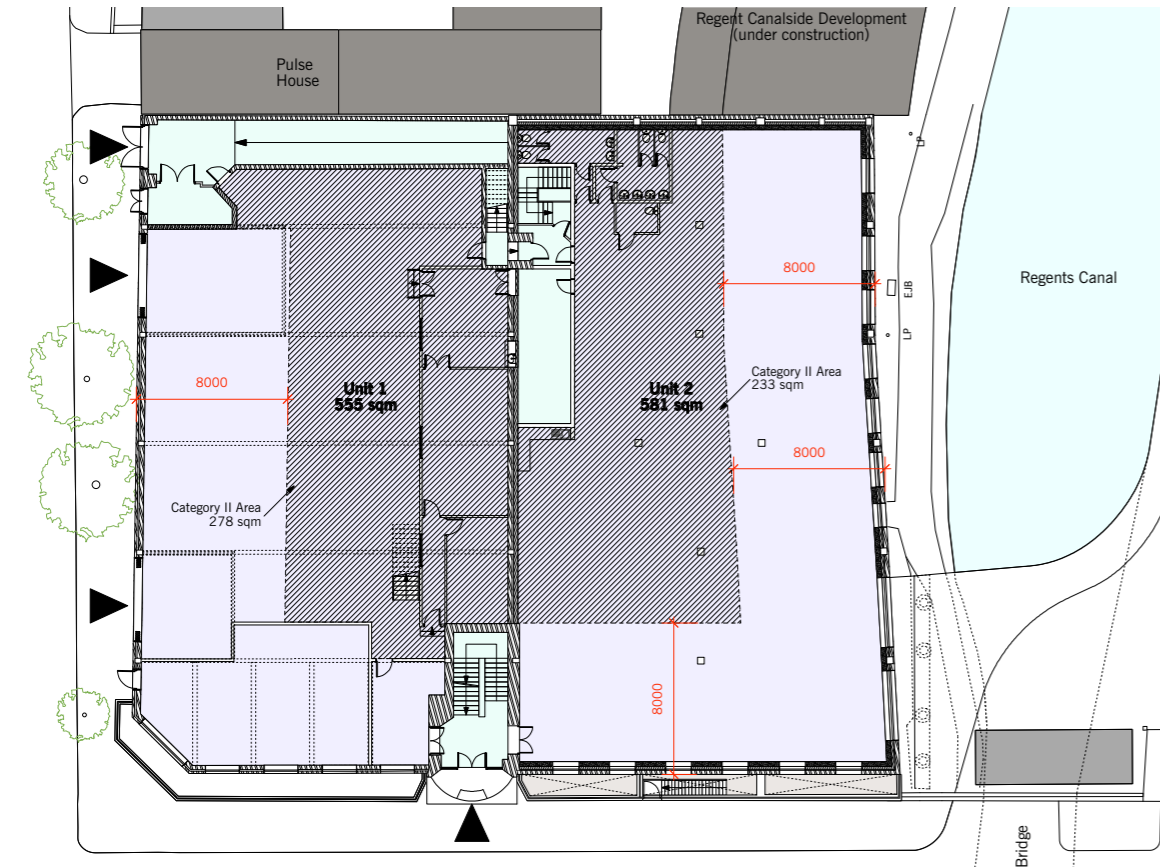 Regent Canalside Development
(under construction)
Pulse
House
LP
8000
EJB
Regents Canal
LP
8000
Unit 1
555 sqm
Unit 2
581 sqm
Category II Area
233 sqm
8000
Category II Area
278 sqm
8000
Bridge